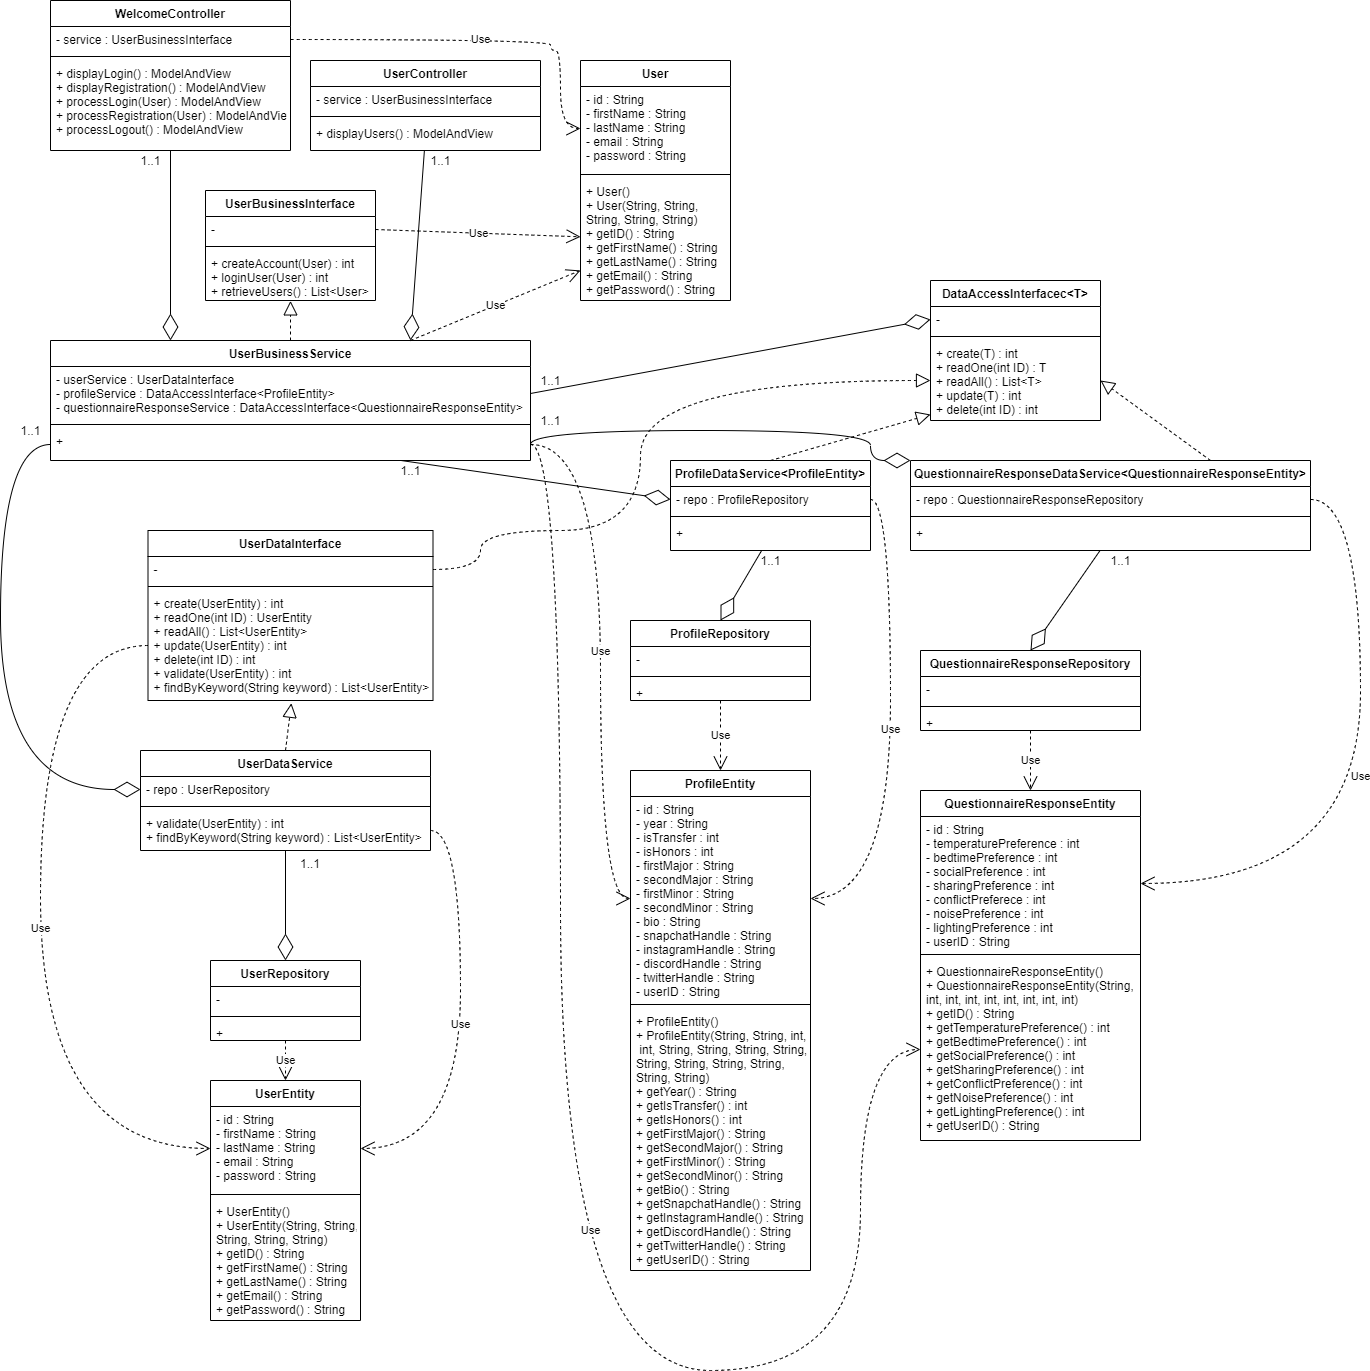 WelcomeController
- service : UserBusinessInterface
+ displayLogin() : ModelAndView
+ displayRegistration() : ModelAndView
+ processLogin(User) : ModelAndView
+ processRegistration(User) : ModelAndVie
+ processLogout() : ModelAndView
1..1
Use
UserController
- service : UserBusinessInterface
+ displayUsers() : ModelAndView
1..1
User
- id : String
- firstName : String
- lastName : String
- email : String
- password : String
+ User()
+ User(String, String,
String, String, String)
+ getID() : String
+ getFirstName() : String
+ getLastName() : String
+ getEmail() : String
+ getPassword() : String
UserBusinessInterface
-
+ createAccount(User) : int
+ loginUser(User) : int
+ retrieveUsers() : List<User>
Use
Use
DataAccessInterfacec<T>
-
+ create(T) : int
+ readOne(int ID) : T
+ readAll() : List<T>
+ update(T) : int
+ delete(int ID) : int
UserBusinessService
- userService : UserDataInterface
- profileService : DataAccessInterface<ProfileEntity>
- questionnaireResponseService : DataAccessInterface<QuestionnaireResponseEntity>
+
1..1
1..1
1..1
1..1
ProfileDataService<ProfileEntity>
- repo : ProfileRepository
+
1..1
QuestionnaireResponseDataService<QuestionnaireResponseEntity>
- repo : QuestionnaireResponseRepository
+
1..1
UserDataInterface
-
+ create(UserEntity) : int
+ readOne(int ID) : UserEntity
+ readAll() : List<UserEntity>
+ update(UserEntity) : int
+ delete(int ID) : int
+ validate(UserEntity) : int
+ findByKeyword(String keyword) : List<UserEntity>
Use
ProfileRepository
-
+
Use
Use
QuestionnaireResponseRepository
-
+
Use
Use
UserDataService
- repo : UserRepository
+ validate(UserEntity) : int
+ findByKeyword(String keyword) : List<UserEntity>
1..1
Use
Use
ProfileEntity
- id : String
- year : String
- isTransfer : int
- isHonors : int
- firstMajor : String
- secondMajor : String
- firstMinor : String
- secondMinor : String
- bio : String
- snapchatHandle : String
- instagramHandle : String
- discordHandle : String
- twitterHandle : String
- userID : String
+ ProfileEntity()
+ ProfileEntity(String, String, int,
int, String, String, String, String,
String, String, String, String,
String, String)
+ getYear() : String
+ getIsTransfer() : int
+ getIsHonors() : int
+ getFirstMajor() : String
+ getSecondMajor() : String
+ getFirstMinor() : String
+ getSecondMinor() : String
+ getBio() : String
+ getSnapchatHandle() : String
+ getInstagramHandle() : String
+ getDiscordHandle() : String
+ getTwitterHandle() : String
+ getUserID() : String
QuestionnaireResponseEntity
- id : String
- temperaturePreference : int
- bedtimePreference : int
- socialPreference : int
- sharingPreference : int
- conflictPreferece : int
- noisePreference : int
- lightingPreference : int
- userID : String
+ QuestionnaireResponseEntity()
+ QuestionnaireResponseEntity(String,
int, int, int, int, int, int, int, int)
+ getID() : String
+ getTemperaturePreference() : int
+ getBedtimePreference() : int
+ getSocialPreference() : int
+ getSharingPreference() : int
+ getConflictPreference() : int
+ getNoisePreference() : int
+ getLightingPreference() : int
+ getUserID() : String
UserRepository
-
+
Use
UserEntity
- id : String
- firstName : String
- lastName : String
- email : String
- password : String
+ UserEntity()
+ UserEntity(String, String,
String, String, String)
+ getID() : String
+ getFirstName() : String
+ getLastName() : String
+ getEmail() : String
+ getPassword() : String
Use